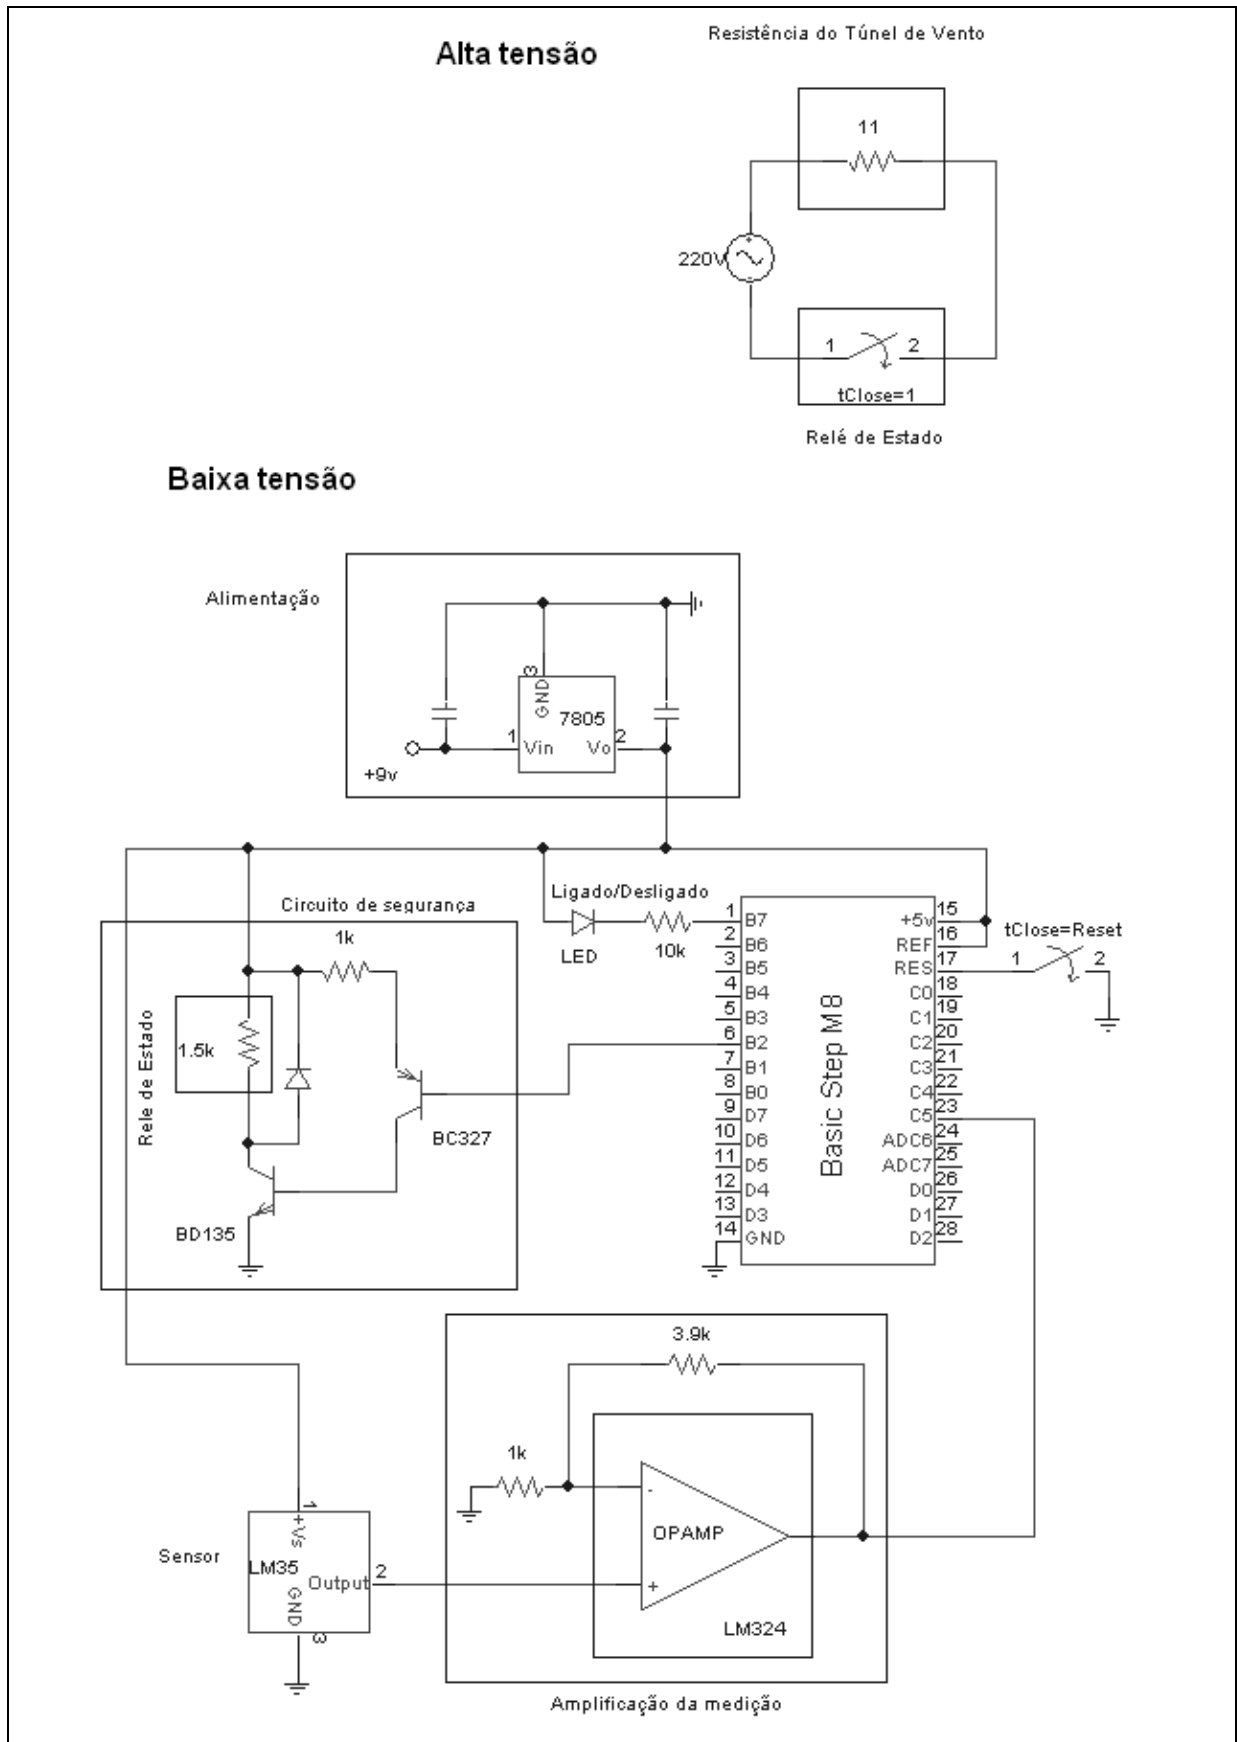 Resistência do Túnel de Vento
Alta tensão
11
220V
+
-
1
2
tClose=1
Relé de Estado
Baixa tensão
Alimentação
3
GND
7805
1
Vin
Vo
2
+9v
Circuito de segurança
1k
Rele de Estado
1.5k
BC327
BD135
Ligado/Desligado
LED
10k
Basic Step M8
1 B7
2 B6
3 B5
4 B4
5 B3
6 B2
7 B1
8 B0
9 D7
10 D6
11 D5
12 D4
13 D3
14 GND
+5v 15
REF 16
RES 17
C0 18
C1 19
C2 20
C3 21
C4 22
C5 23
ADC6 24
ADC7 25
D0 26
D1 27
D2 28
tClose=Reset
1
2
3.9k
1k
-
OPAMP
+
LM324
Amplificação da medição
Sensor
1
+Vs
LM35
Output
2
GND
3